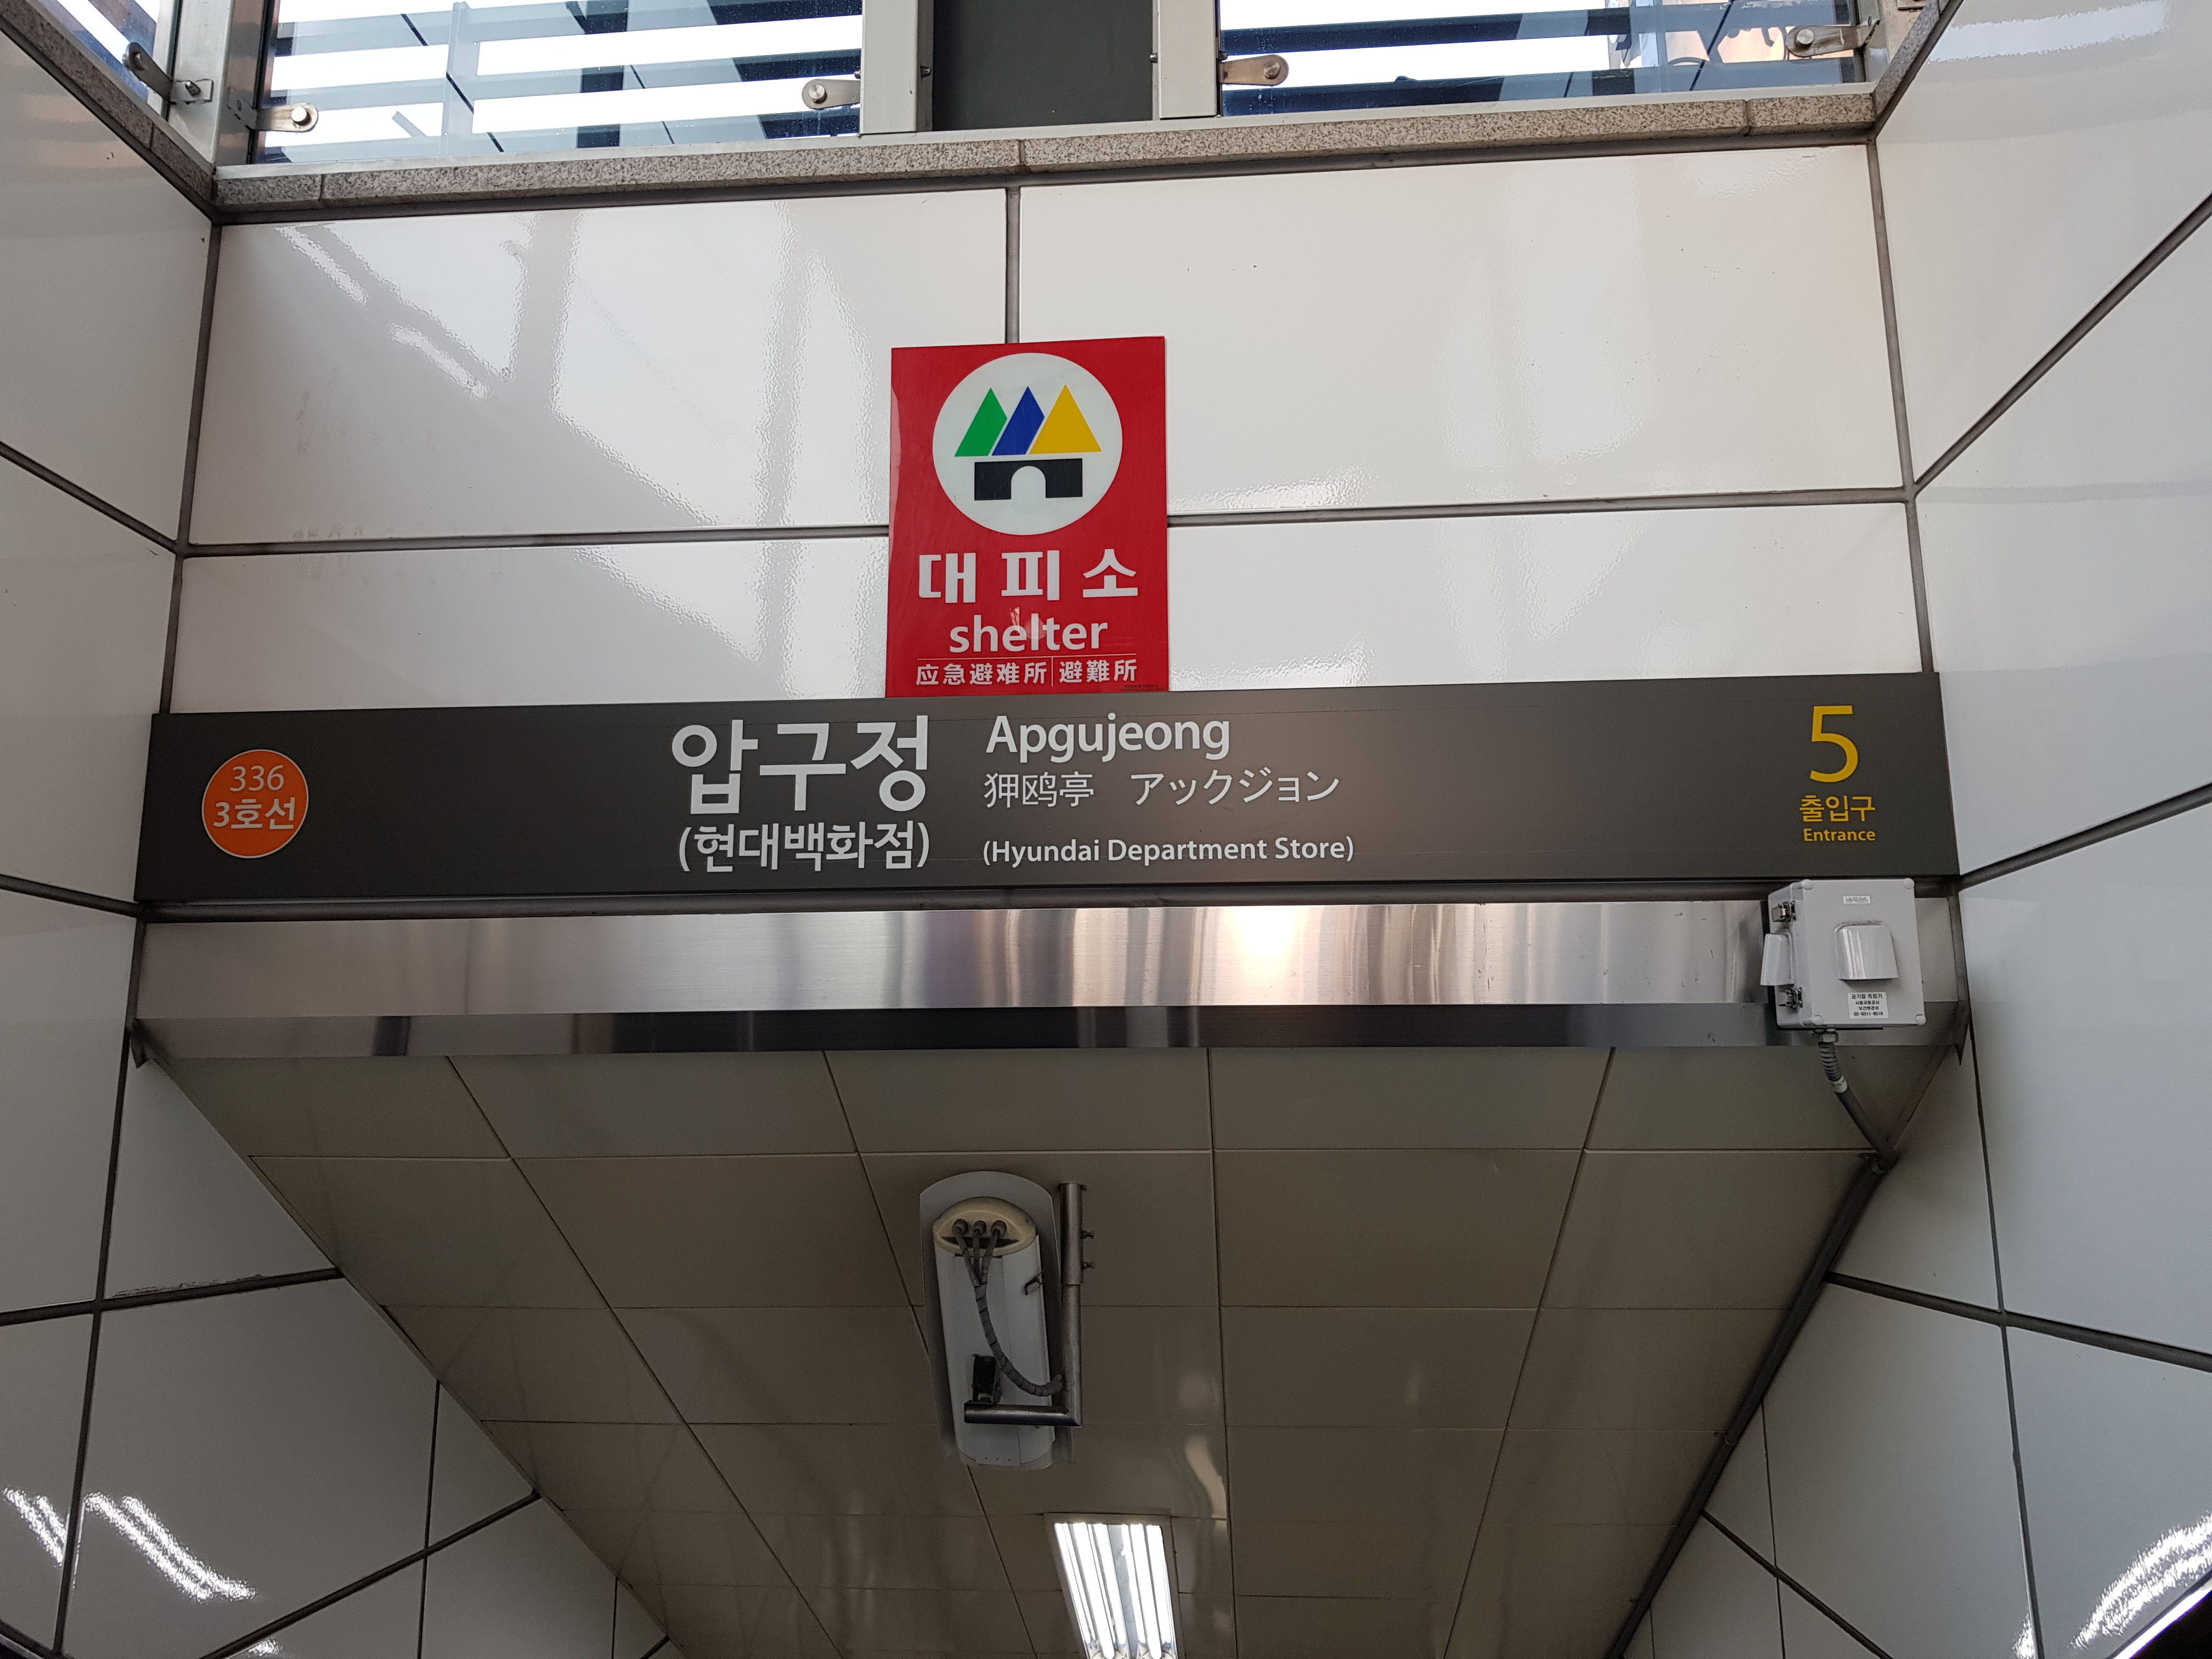 대피소
shelter
应急避难所 避難所
336
3호선
압구정
(현대백화점)
Apgujeong
狎鸥亭 アックジョン
(Hyundai Department Store)
5
출입구
Entrance